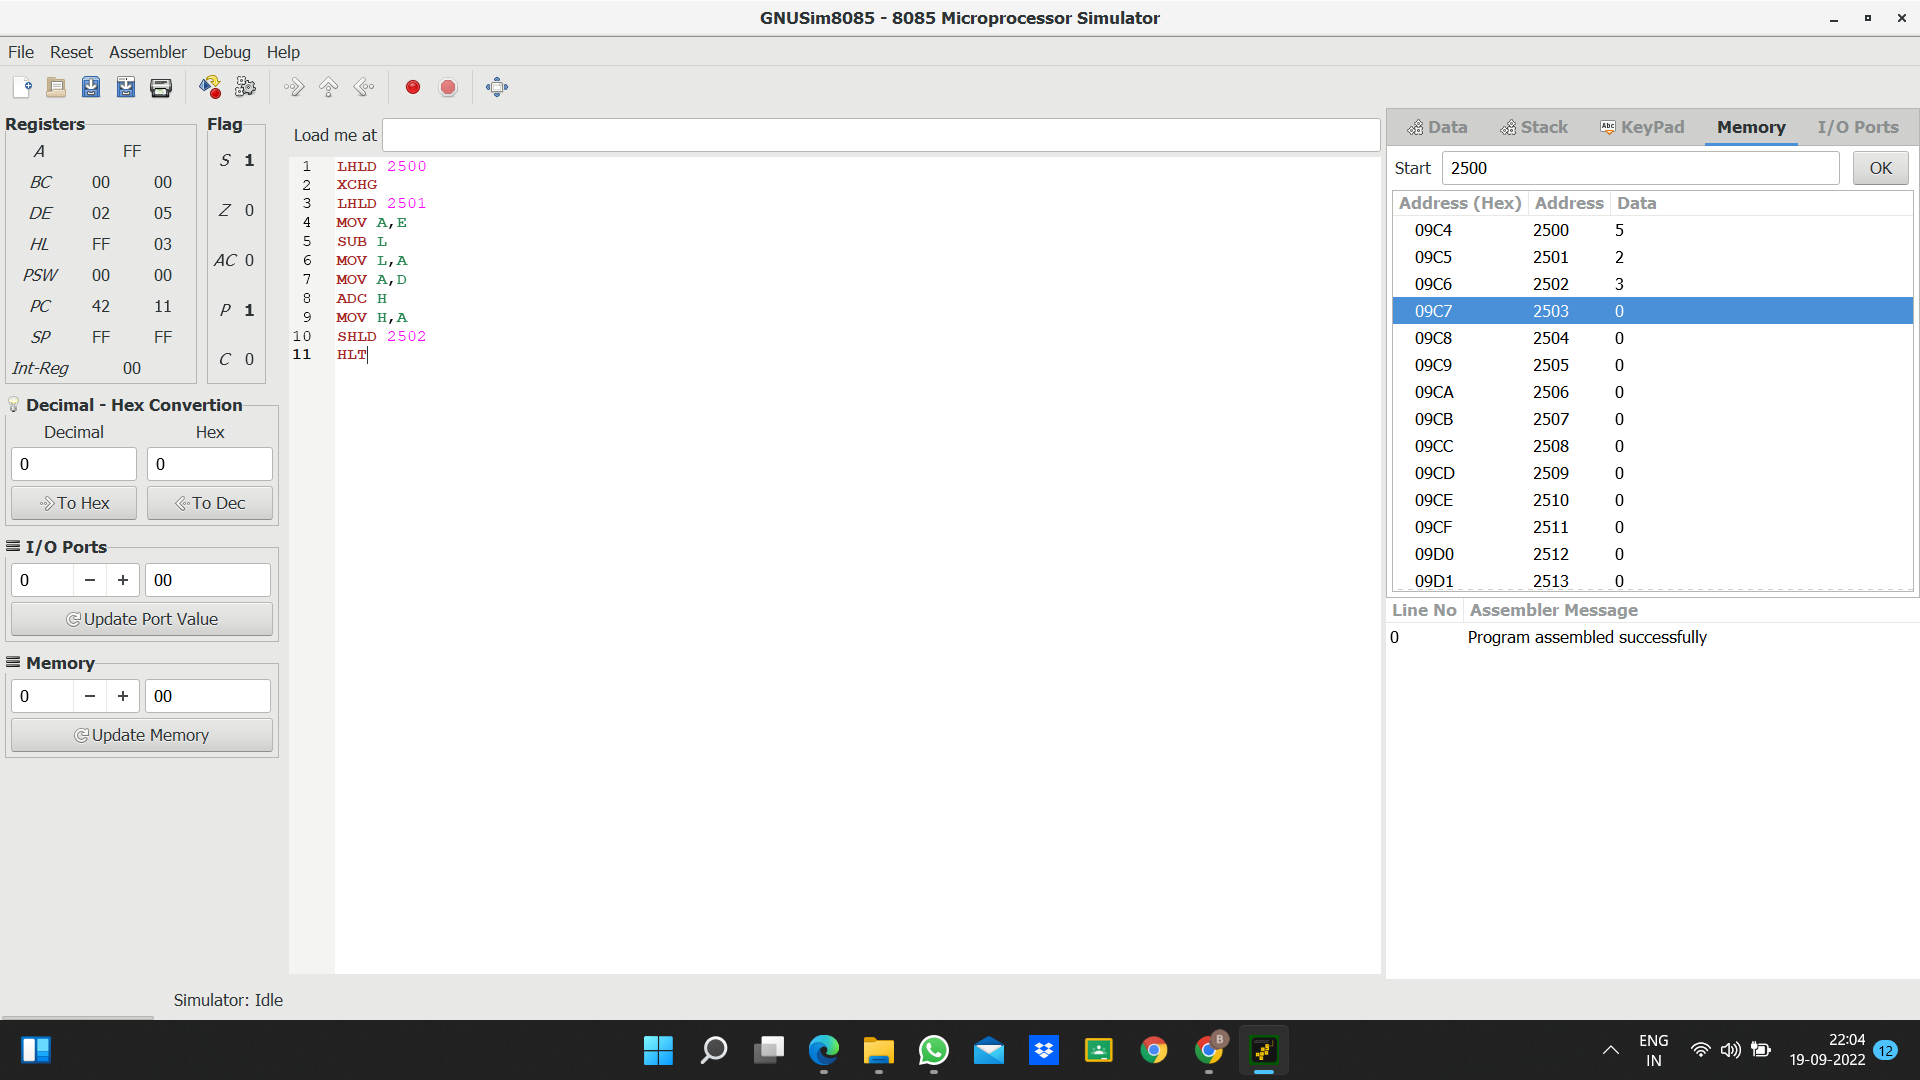 GNUSim8085 - 8085 Microprocessor Simulator
File Reset Assembler Debug Help
Registers
A FF
BC 00 00
DE 02 05
HL FF 03
PSW 00 00
PC 42 11
SP FF FF
Int-Reg 00
Flag
S 1
Z 0
AC 0
P 1
C 0
Decimal - Hex Convertion
Decimal Hex
0 0
To Hex To Dec
I/O Ports
0 − + 00
Update Port Value
Memory
0 − + 00
Update Memory
Load me at
1 LHLD 2500
2 XCHG
3 LHLD 2501
4 MOV A,E
5 SUB L
6 MOV L,A
7 MOV A,D
8 ADC H
9 MOV H,A
10 SHLD 2502
11 HLT
Data Stack Abc KeyPad Memory I/O Ports
Start 2500 OK
Address (Hex) Address Data
09C4 2500 5
09C5 2501 2
09C6 2502 3
09C7 2503 0
09C8 2504 0
09C9 2505 0
09CA 2506 0
09CB 2507 0
09CC 2508 0
09CD 2509 0
09CE 2510 0
09CF 2511 0
09D0 2512 0
09D1 2513 0
Line No Assembler Message
0 Program assembled successfully
Simulator: Idle
B
ENG
IN
22:04
19-09-2022
12